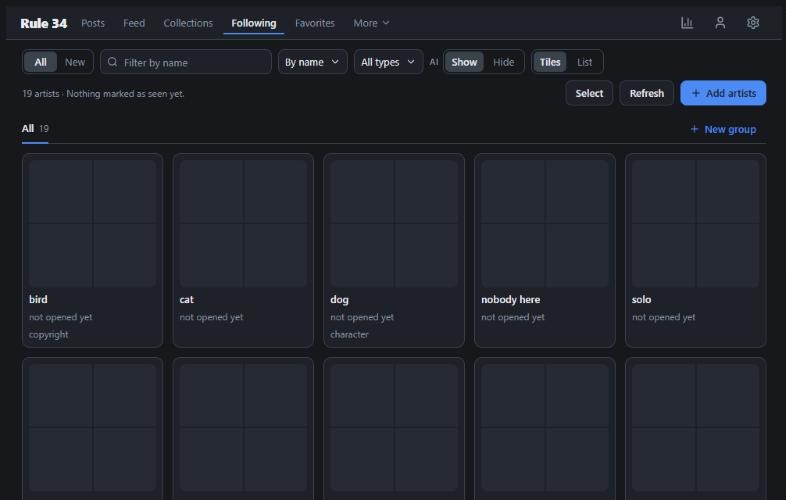 Rule 34 Posts Feed Collections Following Favorites More
All New Filter by name By name All types AI Show Hide Tiles List
19 artists · Nothing marked as seen yet. Select Refresh + Add artists
All 19 + New group
bird cat dog nobody here solo
not opened yet not opened yet not opened yet not opened yet not opened yet
copyright character